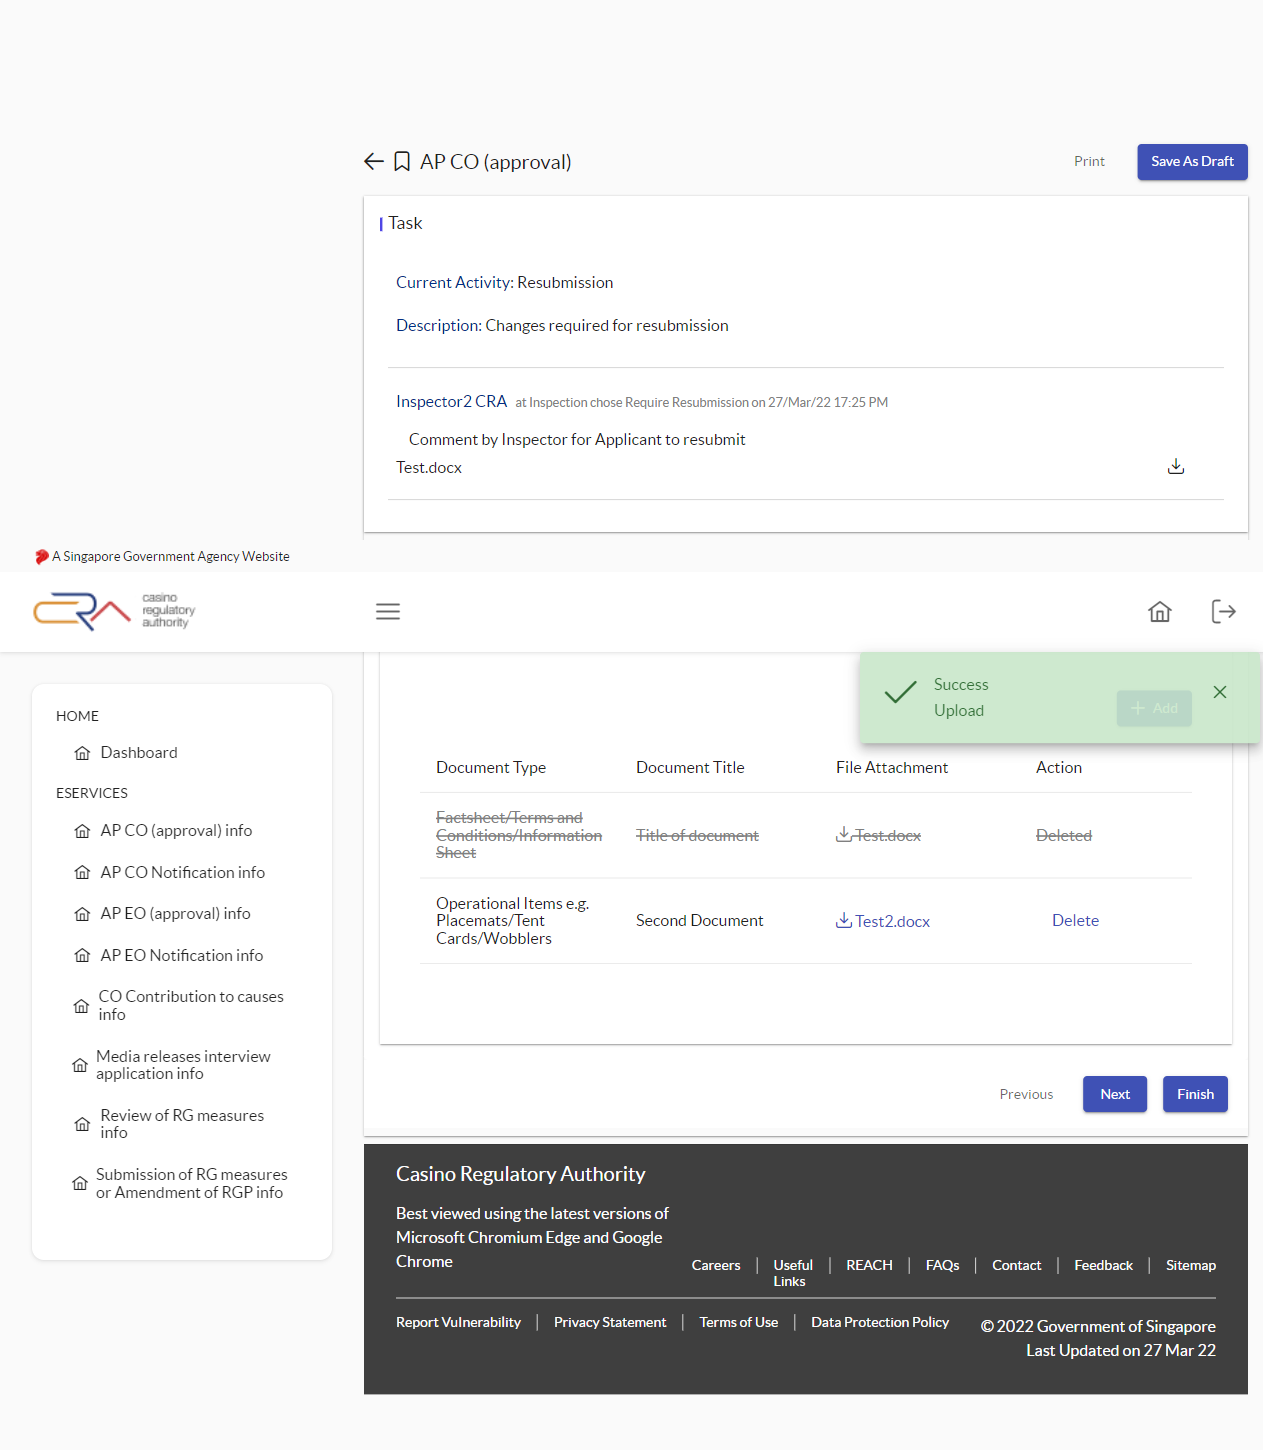 AP CO (approval)
Print
Save As Draft
Task
Current Activity: Resubmission
Description: Changes required for resubmission
Inspector2 CRA at Inspection chose Require Resubmission on 27/Mar/22 17:25 PM
Comment by Inspector for Applicant to resubmit
Test.docx
A Singapore Government Agency Website
CRA
casino
regulatory
authority
HOME
Dashboard
ESERVICES
AP CO (approval) info
AP CO Notification info
AP EO (approval) info
AP EO Notification info
CO Contribution to causes
info
Media releases interview
application info
Review of RG measures
info
Submission of RG measures
or Amendment of RGP info
Success
Upload
Add
Document Type
Document Title
File Attachment
Action
Factsheet/Terms and
Conditions/Information
Sheet
Title of document
Test.docx
Deleted
Operational Items e.g.
Placemats/Tent
Cards/Wobblers
Second Document
Test2.docx
Delete
Previous
Next
Finish
Casino Regulatory Authority
Best viewed using the latest versions of
Microsoft Chromium Edge and Google
Chrome
Careers
Useful
Links
REACH
FAQs
Contact
Feedback
Sitemap
Report Vulnerability
Privacy Statement
Terms of Use
Data Protection Policy
© 2022 Government of Singapore
Last Updated on 27 Mar 22